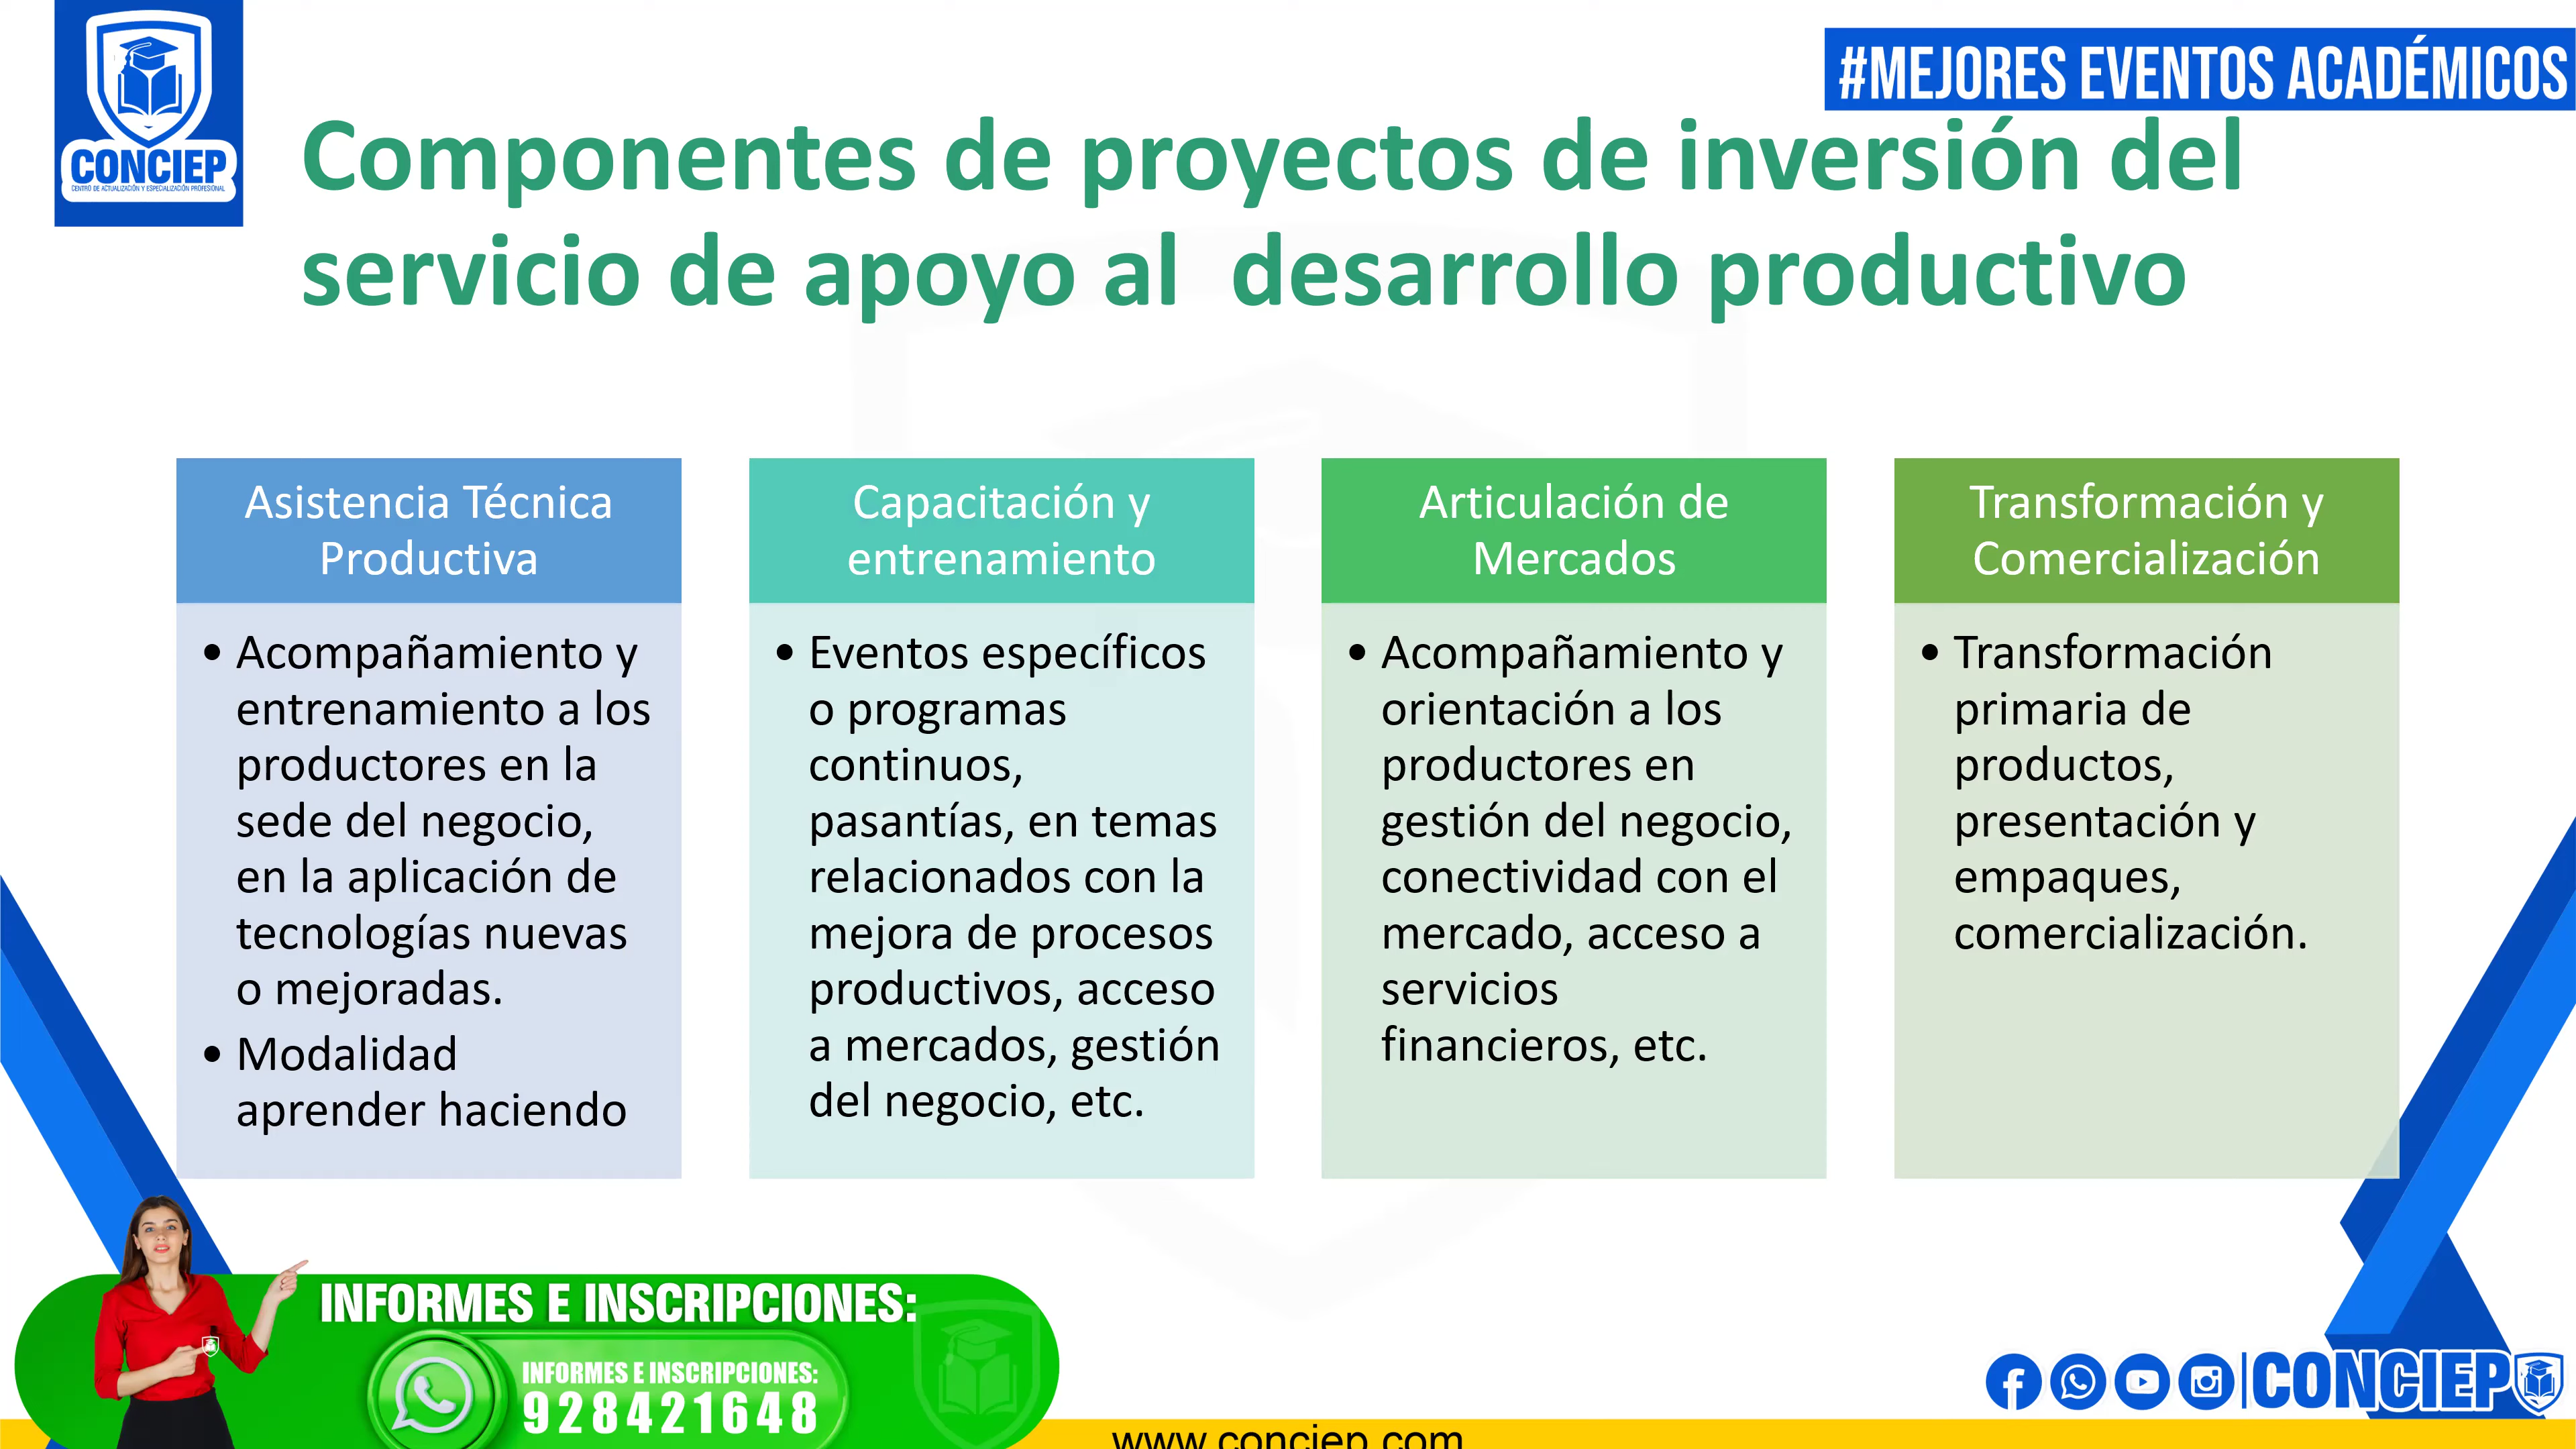 CONCIEP
CENTRO DE ACTUALIZACIÓN Y ESPECIALIZACIÓN PROFESIONAL
#MEJORES EVENTOS ACADÉMICOS
Componentes de proyectos de inversión del
servicio de apoyo al  desarrollo productivo
Asistencia Técnica
Productiva
• Acompañamiento y
entrenamiento a los
productores en la
sede del negocio,
en la aplicación de
tecnologías nuevas
o mejoradas.
• Modalidad
aprender haciendo
Capacitación y
entrenamiento
• Eventos específicos
o programas
continuos,
pasantías, en temas
relacionados con la
mejora de procesos
productivos, acceso
a mercados, gestión
del negocio, etc.
Articulación de
Mercados
• Acompañamiento y
orientación a los
productores en
gestión del negocio,
conectividad con el
mercado, acceso a
servicios
financieros, etc.
Transformación y
Comercialización
• Transformación
primaria de
productos,
presentación y
empaques,
comercialización.
INFORMES E INSCRIPCIONES:
INFORMES E INSCRIPCIONES:
928421648
CONCIEP
www.conciep.com